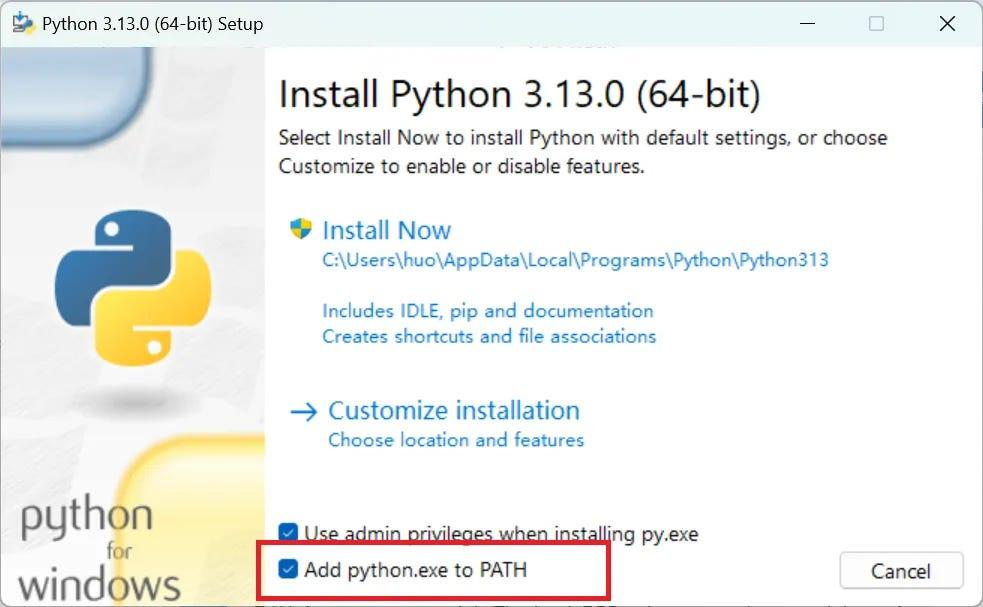 Python 3.13.0 (64-bit) Setup
Install Python 3.13.0 (64-bit)
Select Install Now to install Python with default settings, or choose
Customize to enable or disable features.
Install Now
C:\Users\huo\AppData\Local\Programs\Python\Python313
Includes IDLE, pip and documentation
Creates shortcuts and file associations
Customize installation
Choose location and features
Use admin privileges when installing py.exe
Add python.exe to PATH
python
for
windows
Cancel